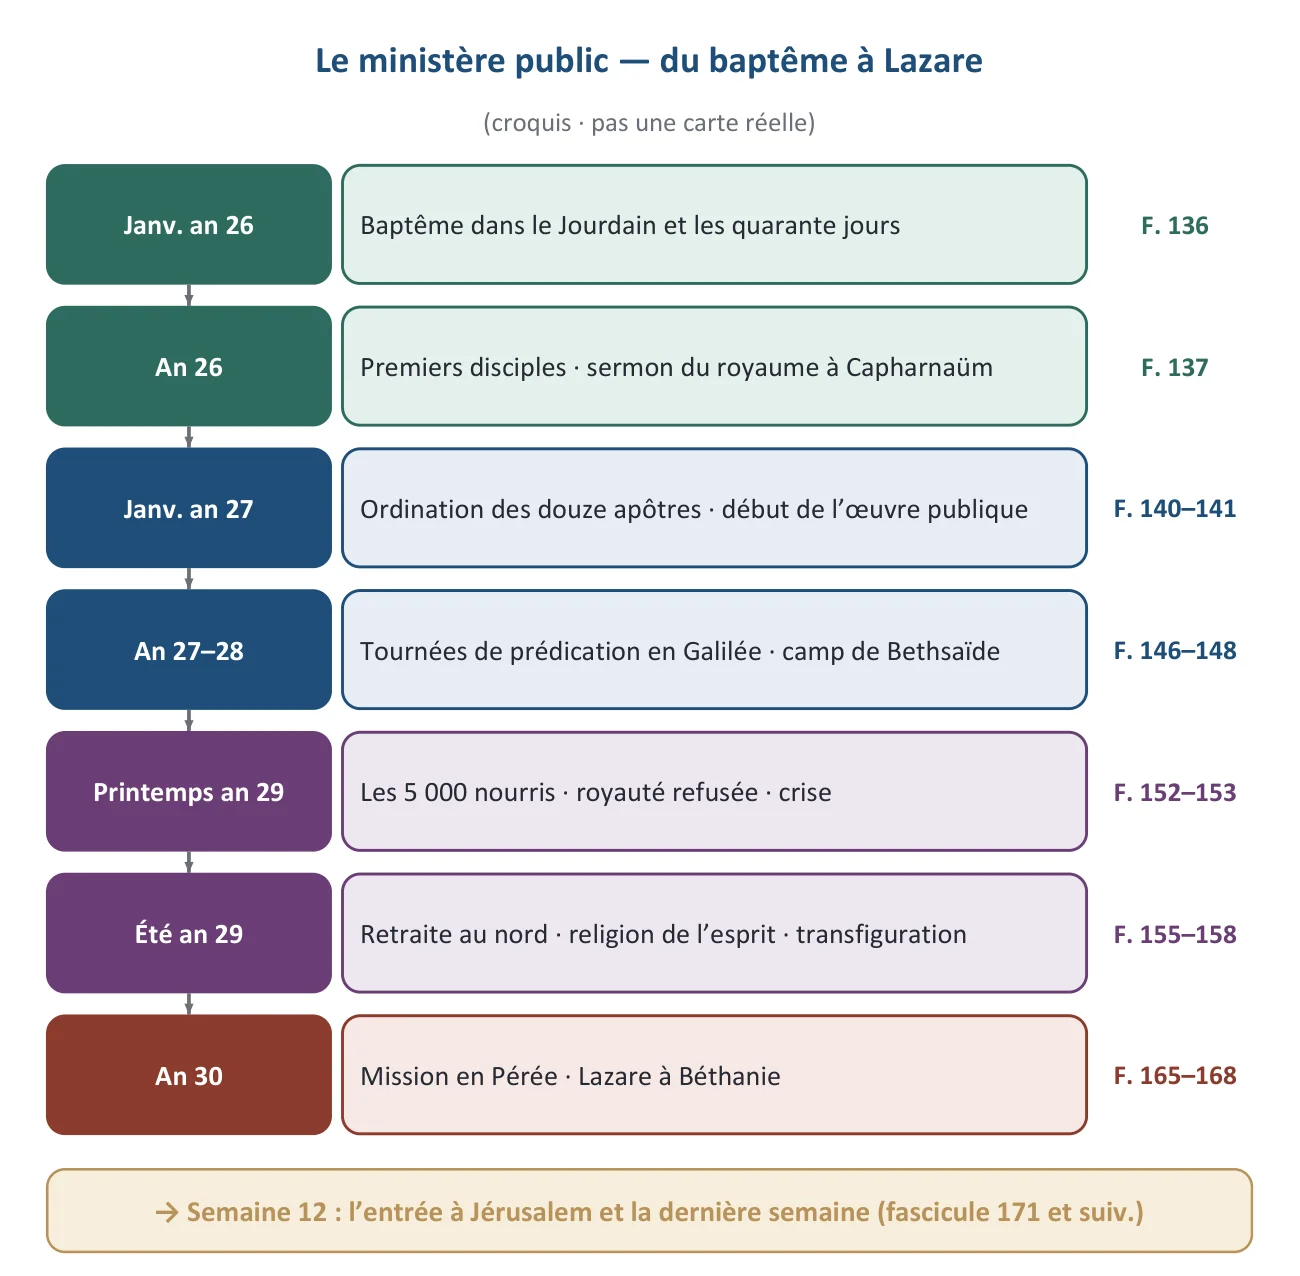 Le ministère public — du baptême à Lazare
(croquis · pas une carte réelle)
Janv. an 26
Baptême dans le Jourdain et les quarante jours
F. 136
An 26
Premiers disciples · sermon du royaume à Capharnaüm
F. 137
Janv. an 27
Ordination des douze apôtres · début de l’œuvre publique
F. 140–141
An 27–28
Tournées de prédication en Galilée · camp de Bethsaïde
F. 146–148
Printemps an 29
Les 5 000 nourris · royauté refusée · crise
F. 152–153
Été an 29
Retraite au nord · religion de l’esprit · transfiguration
F. 155–158
An 30
Mission en Pérée · Lazare à Béthanie
F. 165–168
→ Semaine 12 : l’entrée à Jérusalem et la dernière semaine (fascicule 171 et suiv.)